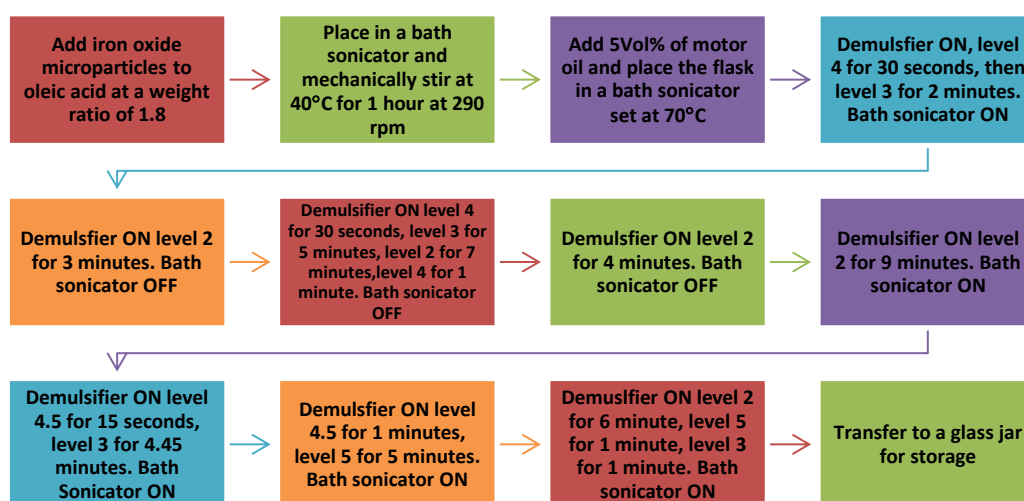 Add iron oxide
microparticles to
oleic acid at a weight
ratio of 1.8
Place in a bath
sonicator and
mechanically stir at
40°C for 1 hour at 290
rpm
Add 5Vol% of motor
oil and place the flask
in a bath sonicator
set at 70°C
Demulsfier ON, level
4 for 30 seconds, then
level 3 for 2 minutes.
Bath sonicator ON
Demulsfier ON level 2
for 3 minutes. Bath
sonicator OFF
Demulsifier ON level 4
for 30 seconds, level 3 for
5 minutes, level 2 for 7
minutes,level 4 for 1
minute. Bath sonicator
OFF
Demulsfier ON level 2
for 4 minutes. Bath
sonicator OFF
Demulsifier ON level
2 for 9 minutes. Bath
sonicator ON
Demulsifier ON level
4.5 for 15 seconds,
level 3 for 4.45
minutes. Bath
Sonicator ON
Demulsfier ON level
4.5 for 1 minutes,
level 5 for 5 minutes.
Bath sonicator ON
Demuslfier ON level 2
for 6 minute, level 5
for 1 minute, level 3
for 1 minute. Bath
sonicator ON
Transfer to a glass jar
for storage